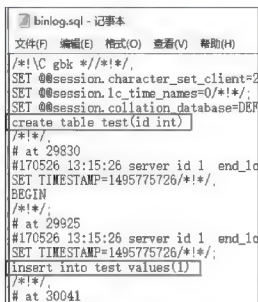 binlog.sql - 记事本
文件(F) 编辑(E) 格式(O) 查看(V) 帮助(H)
/*!\C gbk *//*!*/,
SET @@session.character_set_client=2
SET @@session.lc_time_names=0/*!*/;
SET @@session.collation_database=DEF
create table test(id int)
/*!*/
# at 29830
#170526 13:15:26 server id 1 end_lo
SET TIMESTAMP=1495775726/*!*/,
BEGIN
/*!*/;
# at 29925
#170526 13:15:26 server id 1 end_lo
SET TIMESTAMP=1495775726/*!*/;
insert into test values(1)
/*!*/,
# at 30041